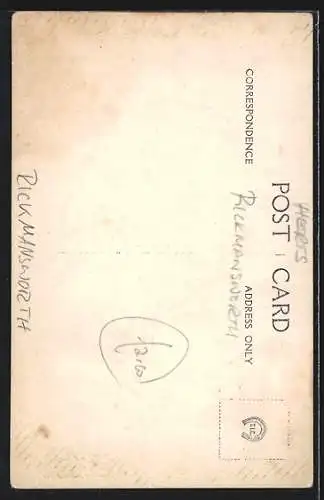 HERTS
POST CARD
CORRESPONDENCE
ADDRESS ONLY
RICKMANSWORTH
RICKMANSWORTH